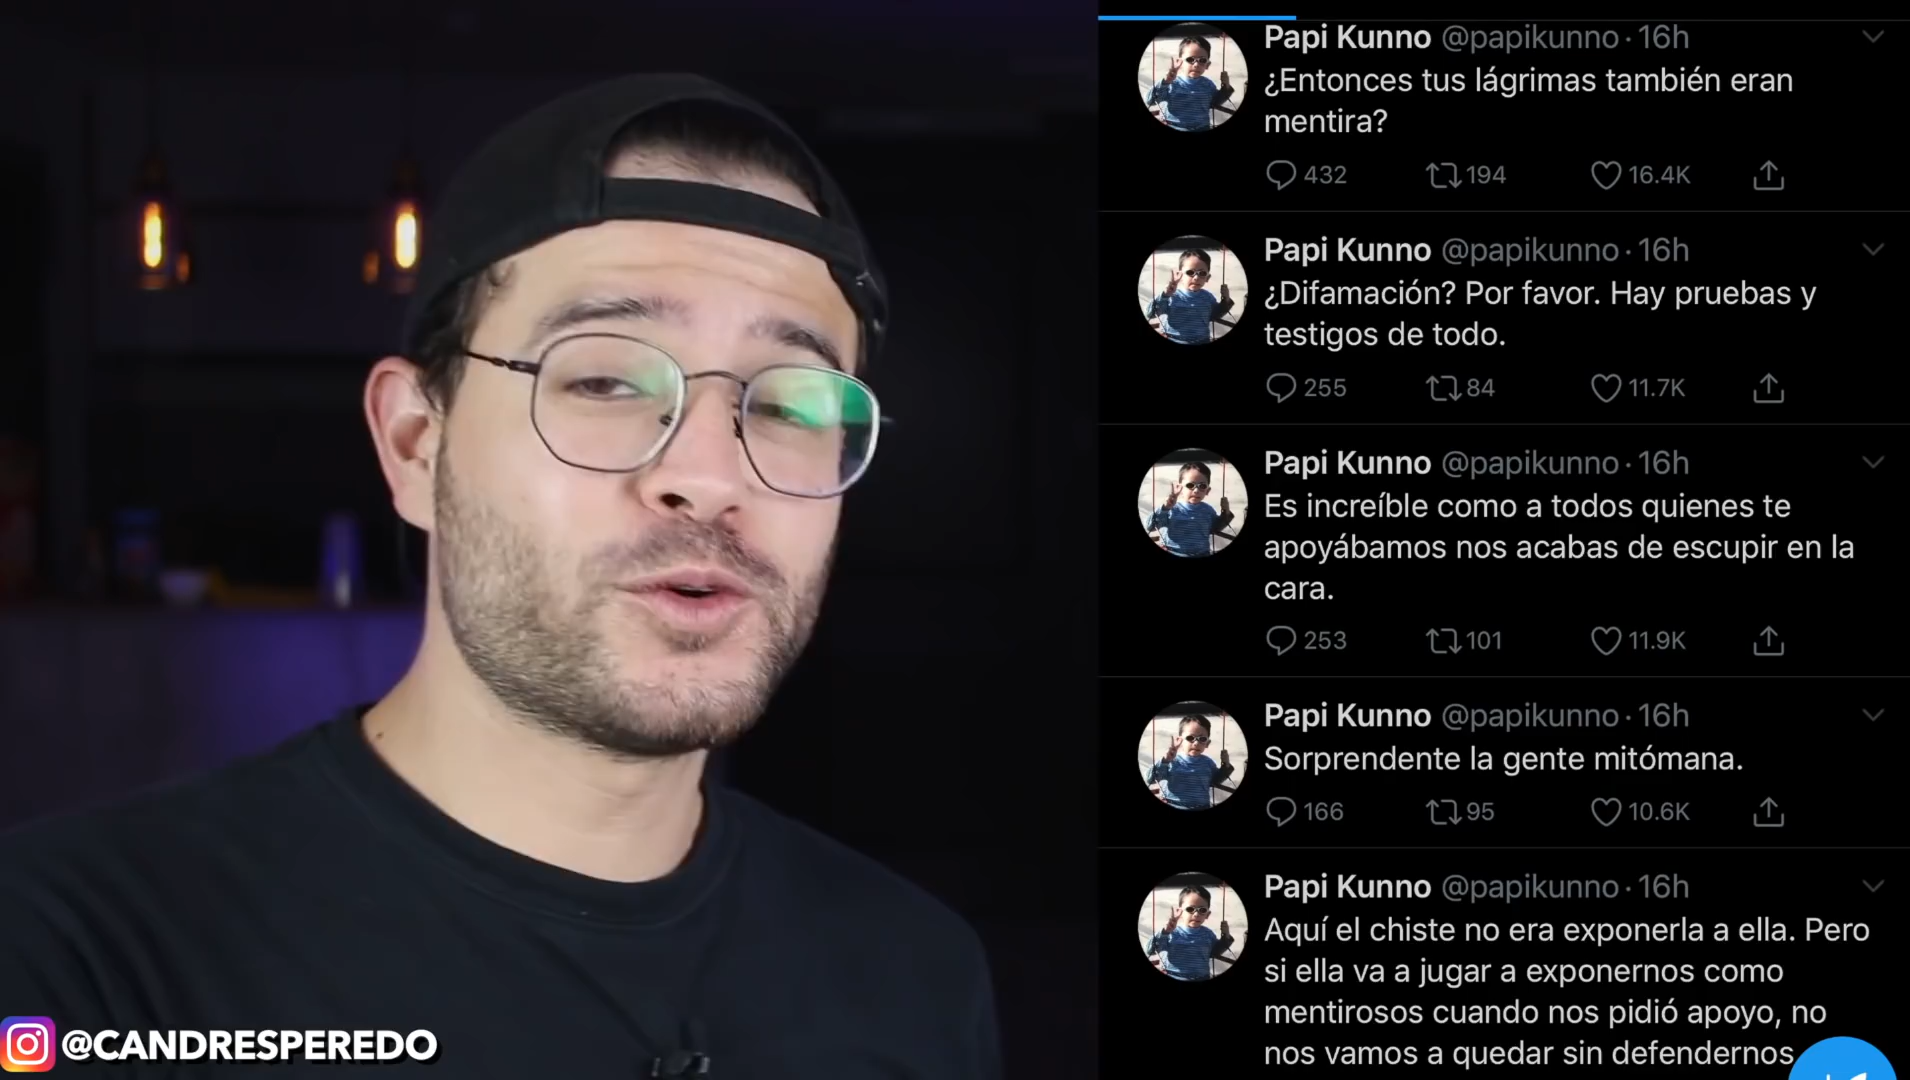 Papi Kunno @papikunno · 16h
¿Entonces tus lágrimas también eran
mentira?
432 194 16.4K
Papi Kunno @papikunno · 16h
¿Difamación? Por favor. Hay pruebas y
testigos de todo.
255 84 11.7K
Papi Kunno @papikunno · 16h
Es increíble como a todos quienes te
apoyábamos nos acabas de escupir en la
cara.
253 101 11.9K
Papi Kunno @papikunno · 16h
Sorprendente la gente mitómana.
166 95 10.6K
Papi Kunno @papikunno · 16h
Aquí el chiste no era exponerla a ella. Pero
si ella va a jugar a exponernos como
mentirosos cuando nos pidió apoyo, no
nos vamos a quedar sin defendernos
@CANDRESPEREDO